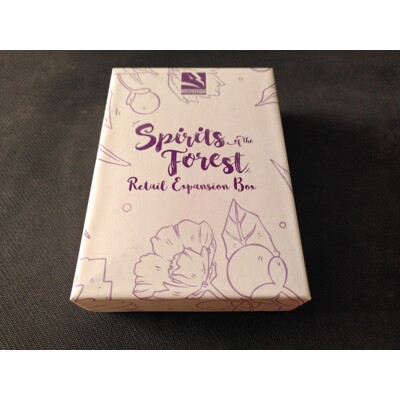 Spirits of the
Forest
Retail Expansion Box